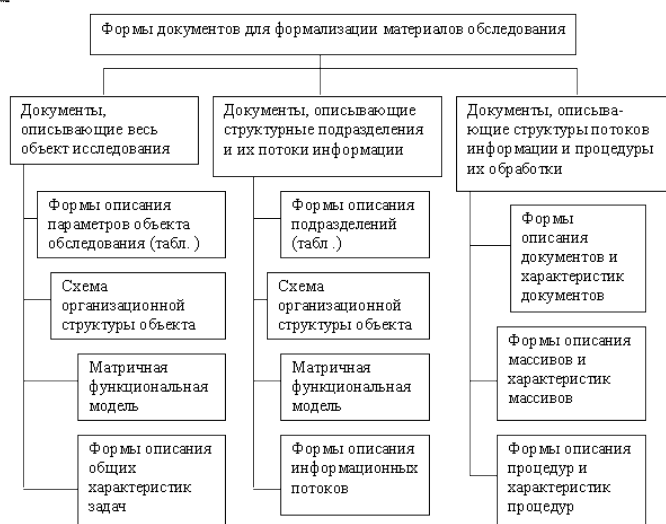 Формы документов для формализации материалов обследования
Документы,
описывающие весь
объект исследования
Документы, описывающие
структурные подразделения
и их потоки информации
Документы, описыва-
ющие структуры потоков
информации и процедуры
их обработки
Формы описания
параметров объекта
обследования (табл. )
Схема
организационной
структуры объекта
Матричная
функциональная
модель
Формы описания
общих
характеристик
задач
Формы описания
подразделений
(табл .)
Схема
организационной
структуры объекта
Матричная
функциональная
модель
Формы описания
информационных
потоков
Формы
описания
документов и
характеристик
документов
Формы описания
массивов и
характеристик
массивов
Формы описания
процедур и
характеристик
процедур